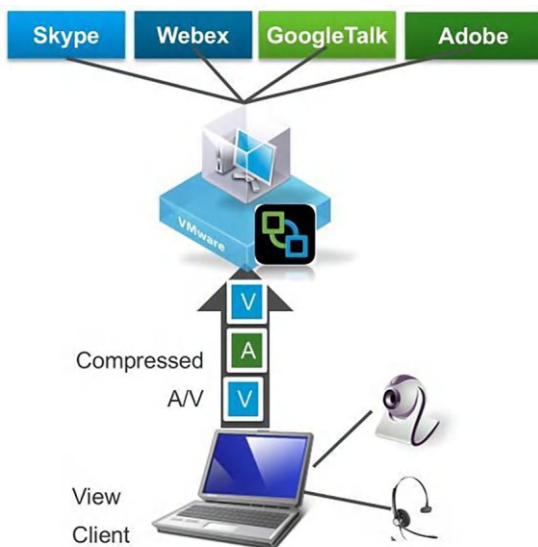 Skype Webex GoogleTalk Adobe
VMware
V
A
V
Compressed
A/V
View
Client